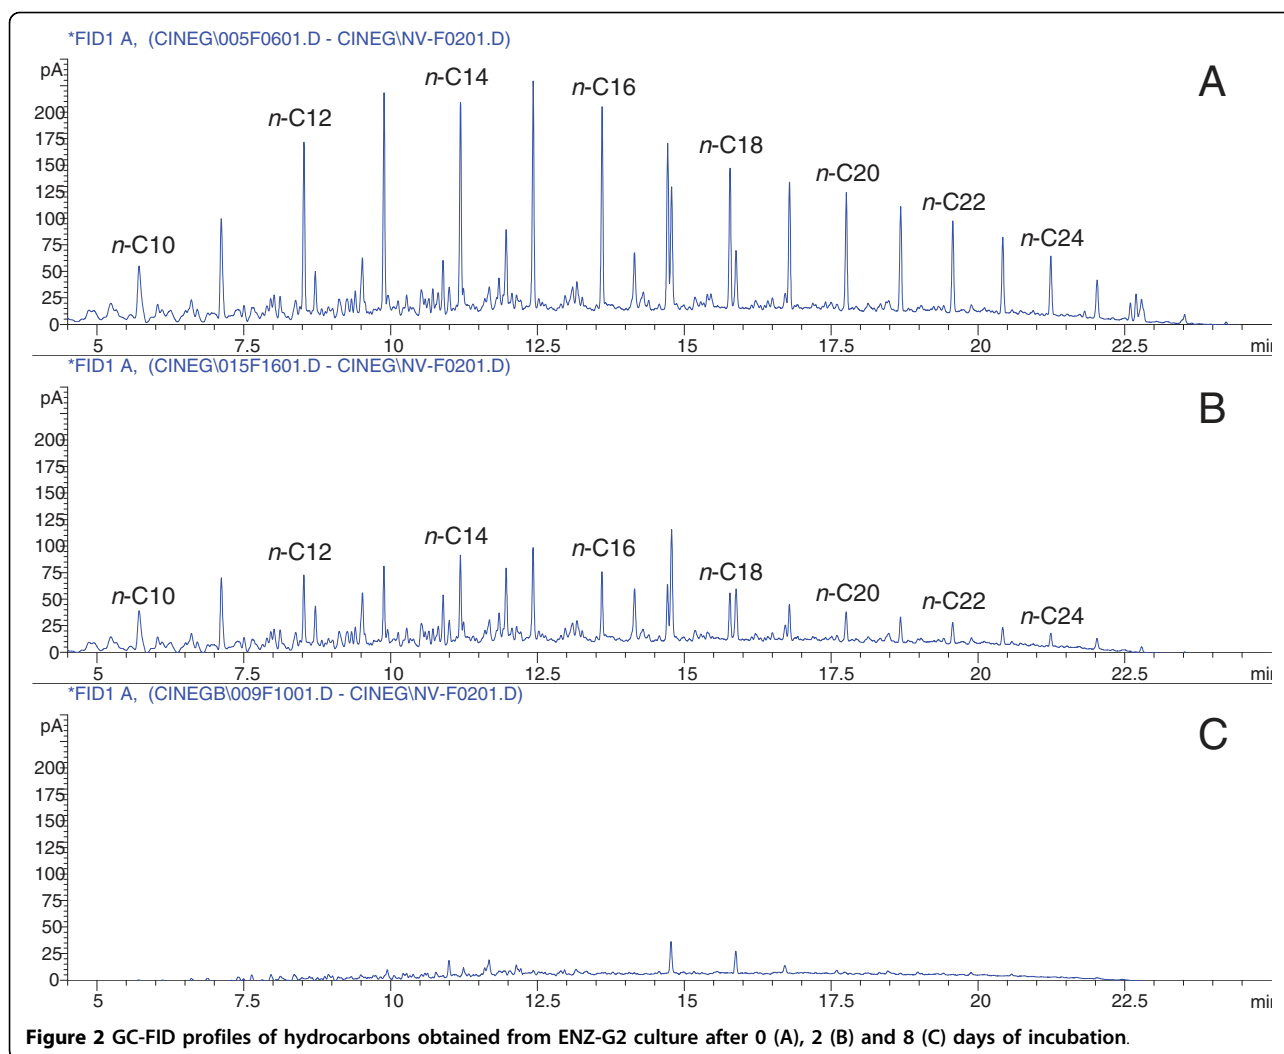 *FID1 A, (CINEG\005F0601.D - CINEG\NV-F0201.D)
pA
A
n-C10
n-C12
n-C14
n-C16
n-C18
n-C20
n-C22
n-C24
200
175
150
125
100
75
50
25
0
5 7.5 10 12.5 15 17.5 20 22.5 min
*FID1 A, (CINEG\015F1601.D - CINEG\NV-F0201.D)
pA
B
n-C10
n-C12
n-C14
n-C16
n-C18
n-C20
n-C22
n-C24
200
175
150
125
100
75
50
25
0
5 7.5 10 12.5 15 17.5 20 22.5 min
*FID1 A, (CINEGB\009F1001.D - CINEG\NV-F0201.D)
pA
C
200
175
150
125
100
75
50
25
0
5 7.5 10 12.5 15 17.5 20 22.5 min
Figure 2 GC-FID profiles of hydrocarbons obtained from ENZ-G2 culture after 0 (A), 2 (B) and 8 (C) days of incubation.